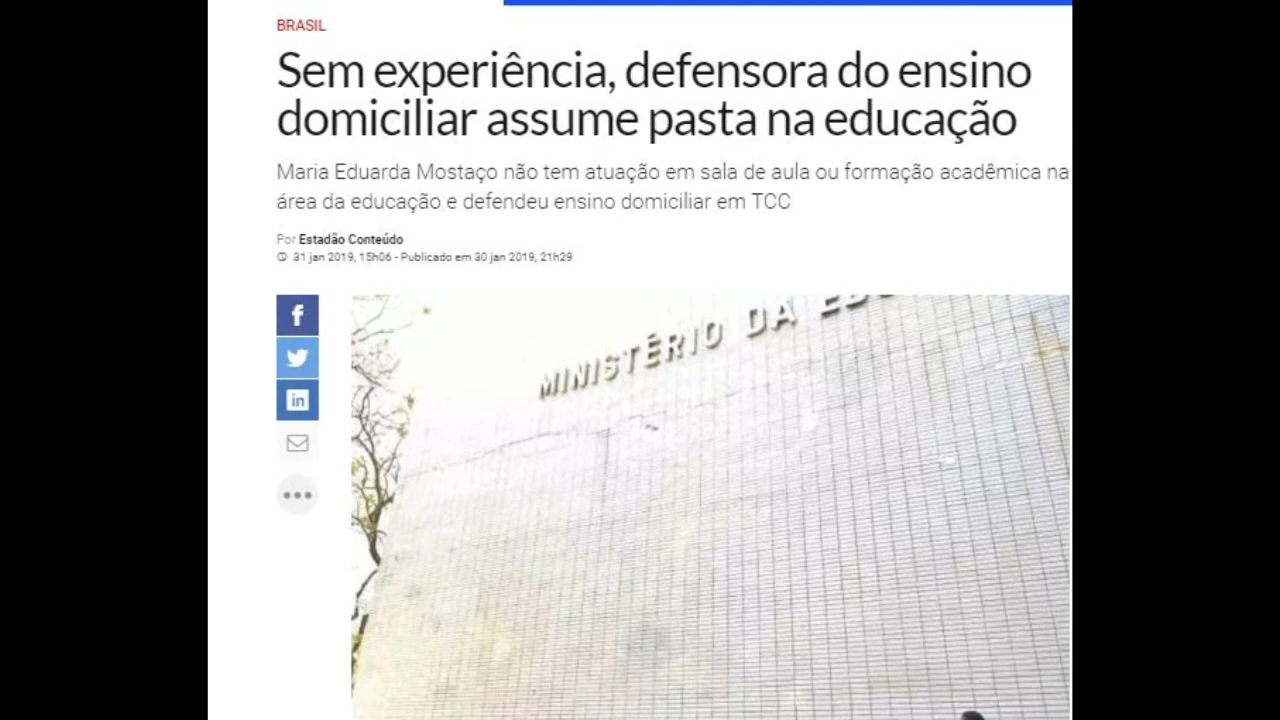 BRASIL
Sem experiência, defensora do ensino
domiciliar assume pasta na educação
Maria Eduarda Mostaço não tem atuação em sala de aula ou formação acadêmica na
área da educação e defendeu ensino domiciliar em TCC
Por Estadão Conteúdo
31 jan 2019, 15h06 - Publicado em 30 jan 2019, 21h29
f
in
MINISTÉRIO DA